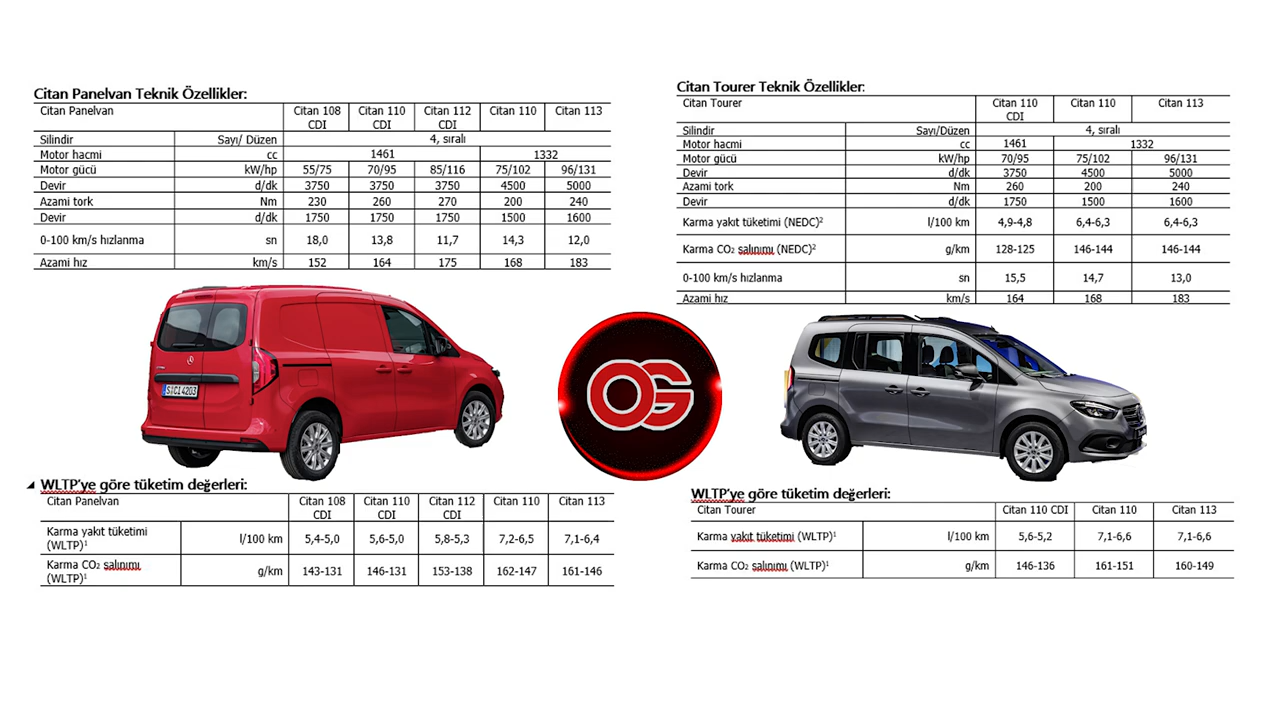 Citan Panelvan Teknik Özellikler:
Citan Panelvan Citan 108 CDI Citan 110 CDI Citan 112 CDI Citan 110 Citan 113
Silindir Sayı/ Düzen 4, sıralı
Motor hacmi cc 1461 1332
Motor gücü kW/hp 55/75 70/95 85/116 75/102 96/131
Devir d/dk 3750 3750 3750 4500 5000
Azami tork Nm 230 260 270 200 240
Devir d/dk 1750 1750 1750 1500 1600
0-100 km/s hızlanma sn 18,0 13,8 11,7 14,3 12,0
Azami hız km/s 152 164 175 168 183
Citan Tourer Teknik Özellikler:
Citan Tourer Citan 110 CDI Citan 110 Citan 113
Silindir Sayı/Düzen 4, sıralı
Motor hacmi cc 1461 1332
Motor gücü kW/hp 70/95 75/102 96/131
Devir d/dk 3750 4500 5000
Azami tork Nm 260 200 240
Devir d/dk 1750 1500 1600
Karma yakıt tüketimi (NEDC)² l/100 km 4,9-4,8 6,4-6,3 6,4-6,3
Karma CO₂ salınımı (NEDC)² g/km 128-125 146-144 146-144
0-100 km/s hızlanma sn 15,5 14,7 13,0
Azami hız km/s 164 168 183
S:CI 4203
OG
WLTP'ye göre tüketim değerleri:
Citan Panelvan Citan 108 CDI Citan 110 CDI Citan 112 CDI Citan 110 Citan 113
Karma yakıt tüketimi (WLTP)¹ l/100 km 5,4-5,0 5,6-5,0 5,8-5,3 7,2-6,5 7,1-6,4
Karma CO₂ salınımı (WLTP)¹ g/km 143-131 146-131 153-138 162-147 161-146
WLTP'ye göre tüketim değerleri:
Citan Tourer Citan 110 CDI Citan 110 Citan 113
Karma yakıt tüketimi (WLTP)¹ l/100 km 5,6-5,2 7,1-6,6 7,1-6,6
Karma CO₂ salınımı (WLTP)¹ g/km 146-136 161-151 160-149